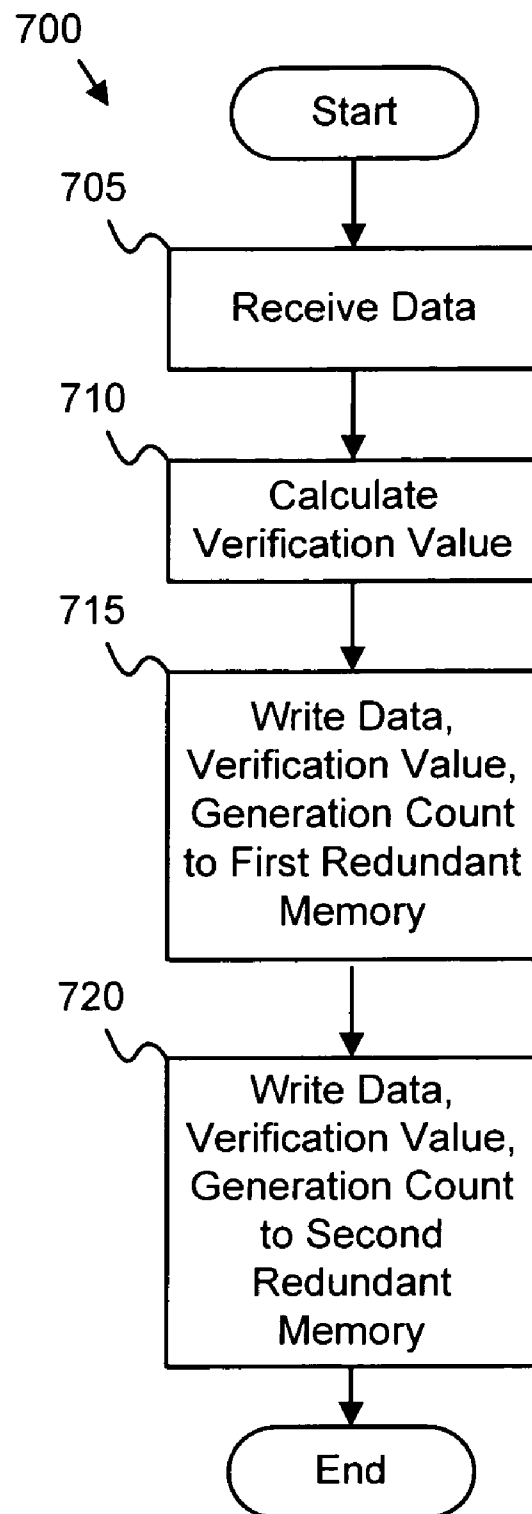 700
Start
705
Receive Data
710
Calculate
Verification Value
715
Write Data,
Verification Value,
Generation Count
to First Redundant
Memory
720
Write Data,
Verification Value,
Generation Count
to Second
Redundant
Memory
End